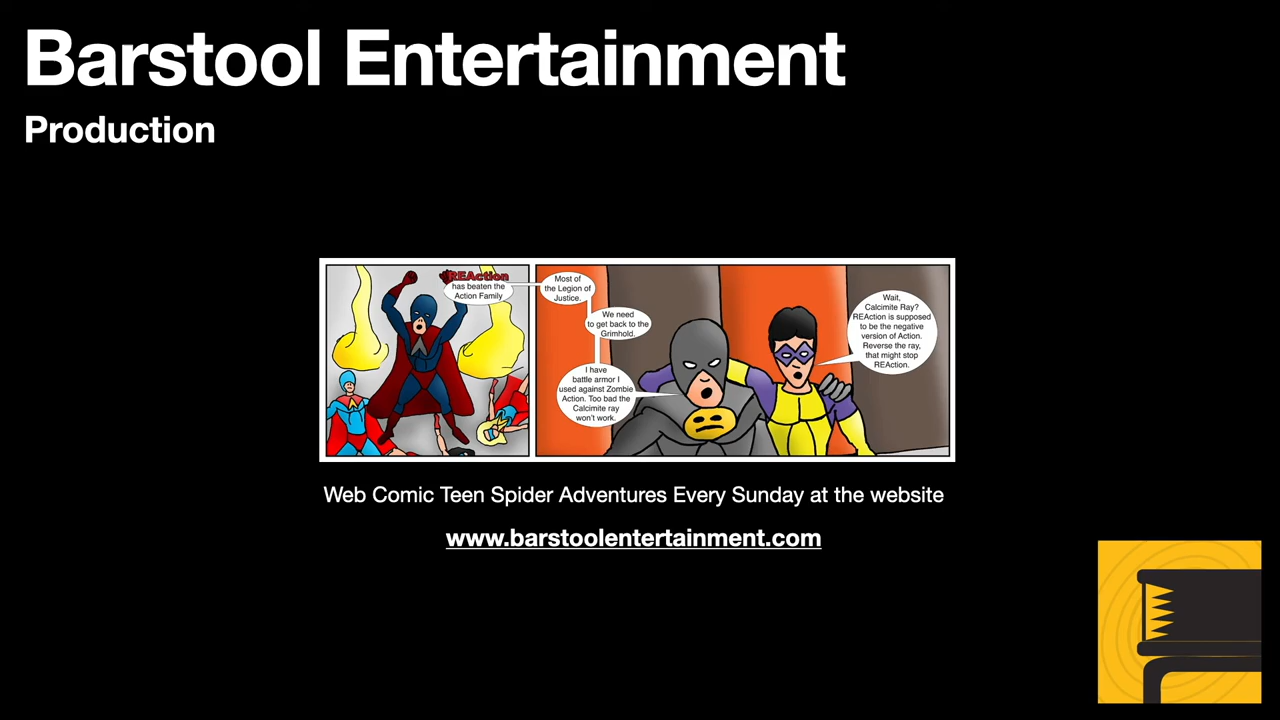 Barstool Entertainment
Production
REAction
has beaten the
Action Family
Most of
the Legion of
Justice.
We need
to get back to the
Grimhold.
I have
battle armor I
used against Zombie
Action. Too bad the
Calcimite ray
won't work.
Wait,
Calcimite Ray?
REAction is supposed
to be the negative
version of Action.
Reverse the ray,
that might stop
REAction.
Web Comic Teen Spider Adventures Every Sunday at the website
www.barstoolentertainment.com